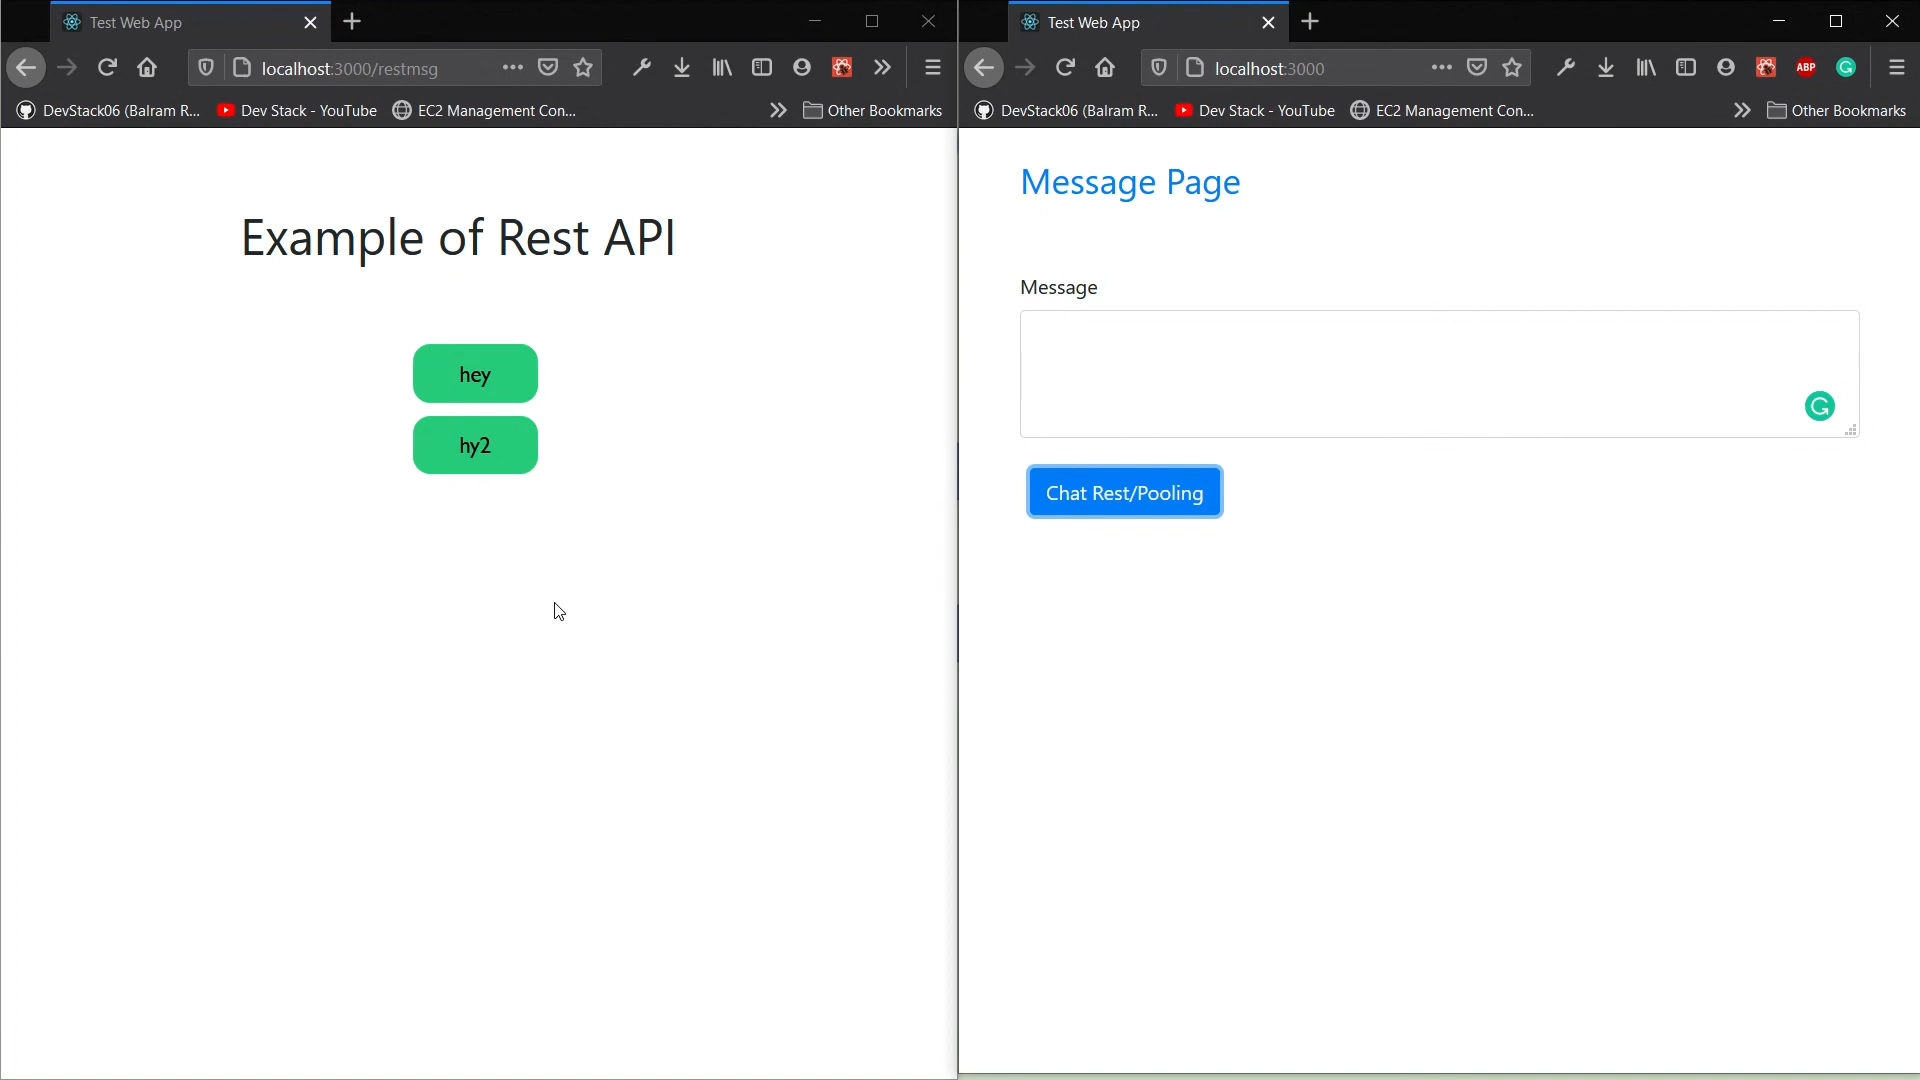 Test Web App
localhost:3000/restmsg
DevStack06 (Balram R...
Dev Stack - YouTube
EC2 Management Con...
Other Bookmarks
Example of Rest API
hey
hy2
Test Web App
localhost:3000
ABP
DevStack06 (Balram R...
Dev Stack - YouTube
EC2 Management Con...
Other Bookmarks
Message Page
Message
Chat Rest/Pooling